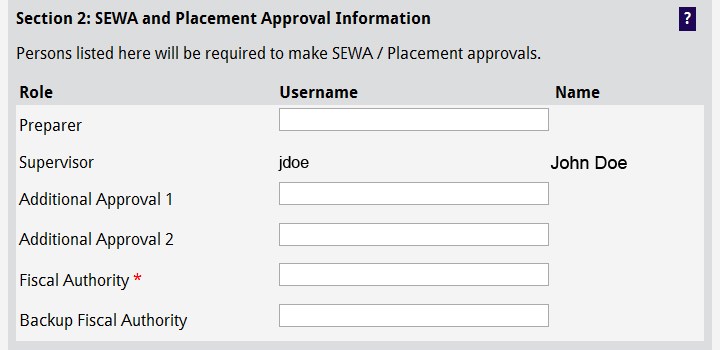 Section 2: SEWA and Placement Approval Information ?
Persons listed here will be required to make SEWA / Placement approvals.
Role Username Name
Preparer
Supervisor jdoe John Doe
Additional Approval 1
Additional Approval 2
Fiscal Authority *
Backup Fiscal Authority